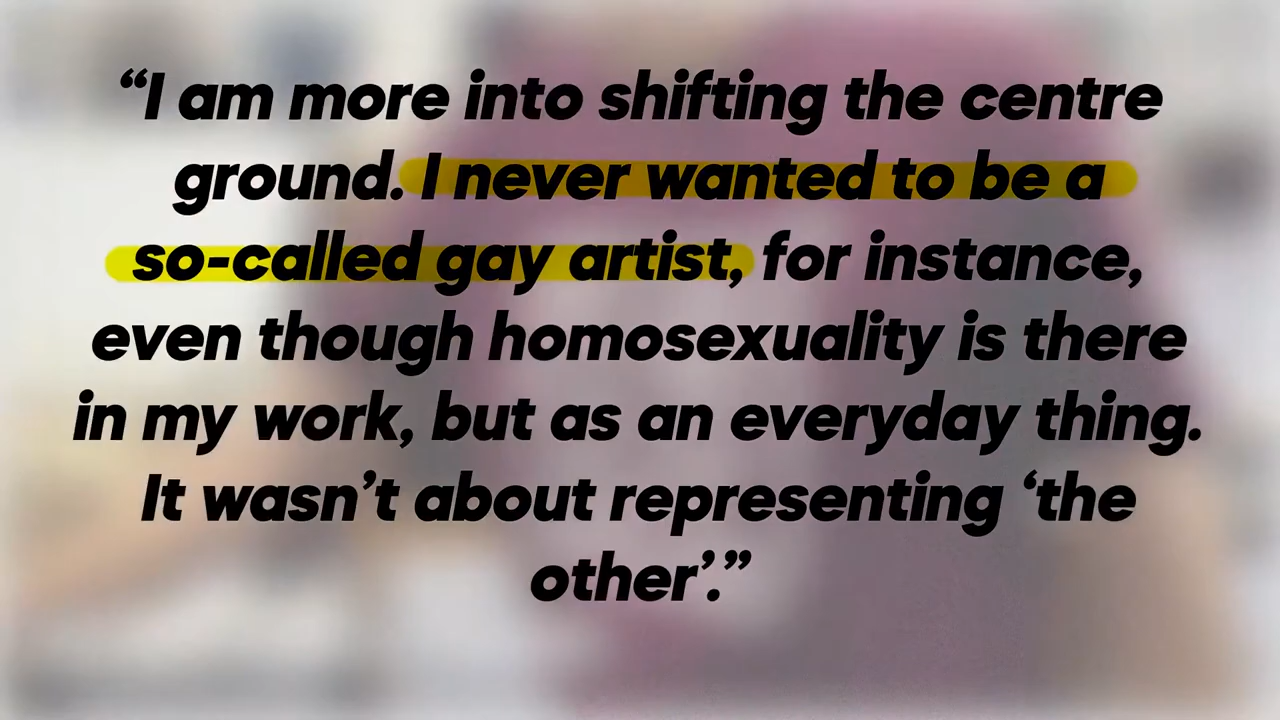 “I am more into shifting the centre
ground. I never wanted to be a
so-called gay artist, for instance,
even though homosexuality is there
in my work, but as an everyday thing.
It wasn’t about representing ‘the
other’.”